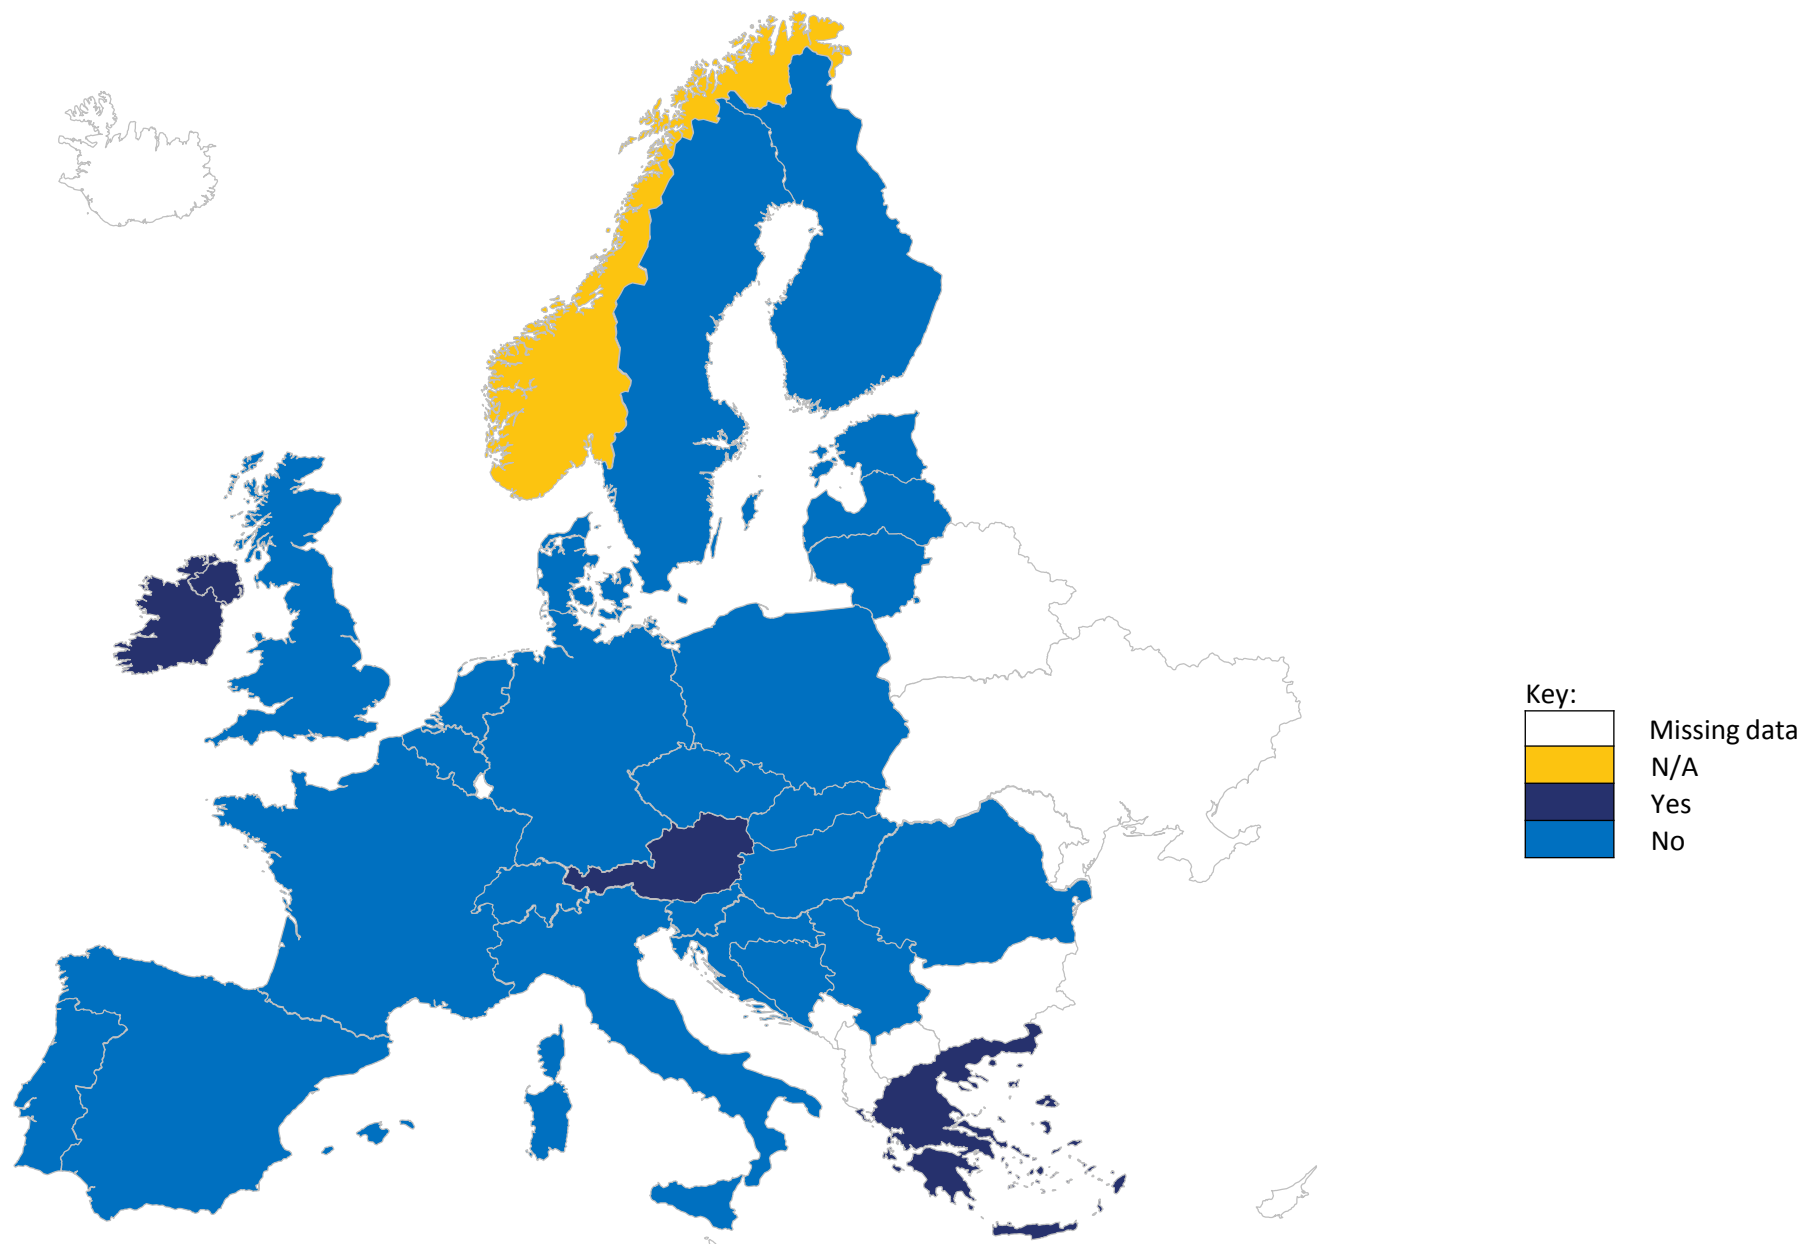 Key:
Missing data
N/A
Yes
No